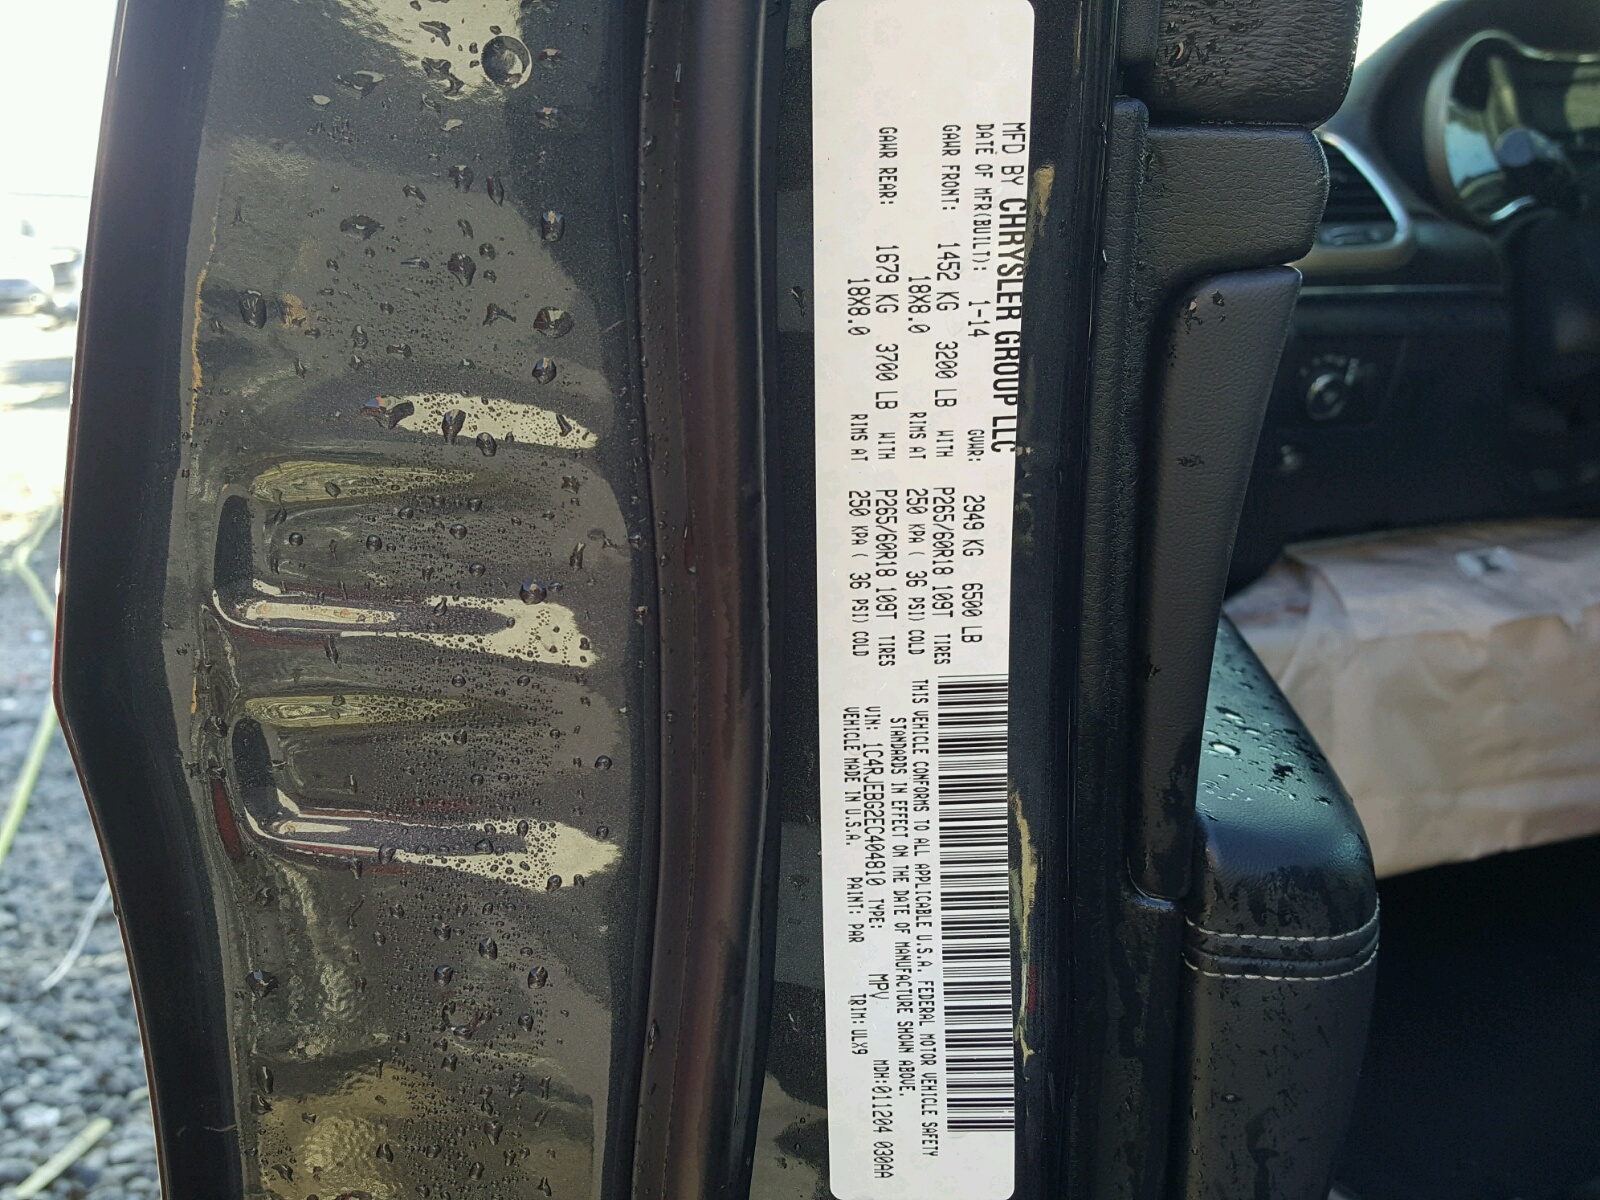 MFD BY CHRYSLER GROUP LLC
DATE OF MFR(BUILT): 1-14 GVWR: 2949 KG 6500 LB
GAWR FRONT: 1452 KG 3200 LB WITH P265/60R18 109T TIRES
18X8.0 RIMS AT 250 KPA ( 36 PSI) COLD
GAWR REAR: 1679 KG 3700 LB WITH P265/60R18 109T TIRES
18X8.0 RIMS AT 250 KPA ( 36 PSI) COLD
THIS VEHICLE CONFORMS TO ALL APPLICABLE U.S.A. FEDERAL MOTOR VEHICLE SAFETY
STANDARDS IN EFFECT ON THE DATE OF MANUFACTURE SHOWN ABOVE.
VIN: 1C4RJEBG2EC404810 TYPE: MPV MDH:011204 030AA
VEHICLE MADE IN U.S.A. PAINT: PAR TRIM: ULX9